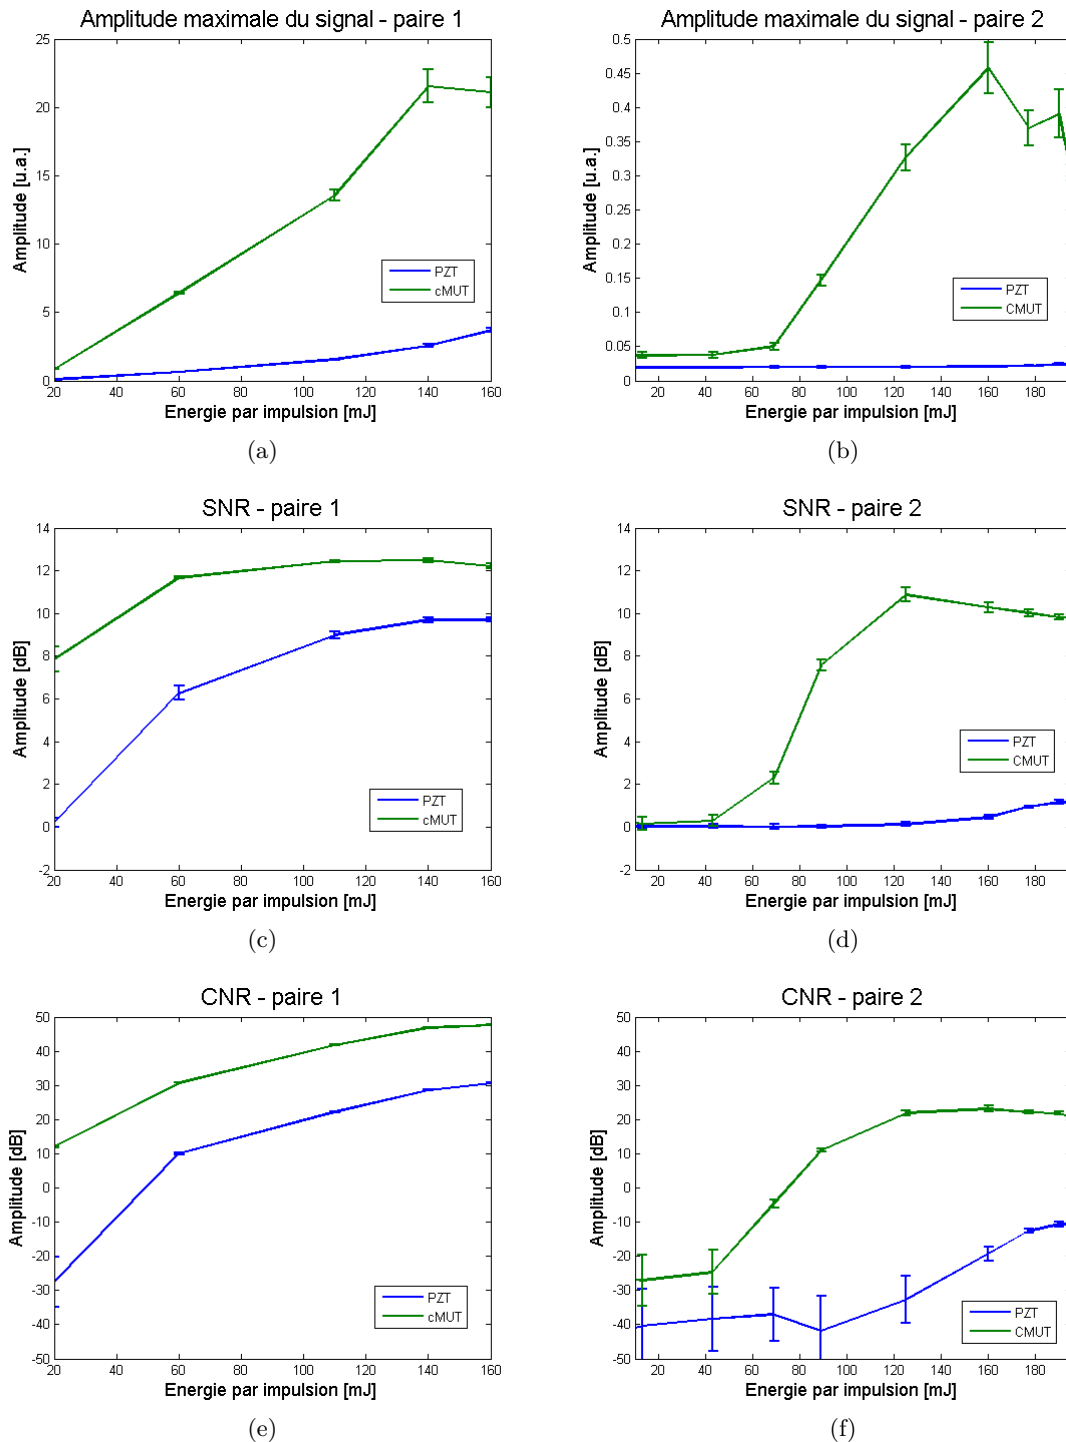 Amplitude maximale du signal - paire 1
25
20
15
10
5
0
Amplitude [u.a.]
PZT
cMUT
20 40 60 80 100 120 140 160
Energie par impulsion [mJ]
(a)
Amplitude maximale du signal - paire 2
0.5
0.45
0.4
0.35
0.3
0.25
0.2
0.15
0.1
0.05
0
Amplitude [u.a.]
PZT
CMUT
20 40 60 80 100 120 140 160 180
Energie par impulsion [mJ]
(b)
SNR - paire 1
14
12
10
8
6
4
2
0
-2
Amplitude [dB]
PZT
cMUT
20 40 60 80 100 120 140 160
Energie par impulsion [mJ]
(c)
SNR - paire 2
14
12
10
8
6
4
2
0
-2
Amplitude [dB]
PZT
CMUT
20 40 60 80 100 120 140 160 180
Energie par impulsion [mJ]
(d)
CNR - paire 1
50
40
30
20
10
0
-10
-20
-30
-40
-50
Amplitude [dB]
PZT
cMUT
20 40 60 80 100 120 140 160
Energie par impulsion [mJ]
(e)
CNR - paire 2
50
40
30
20
10
0
-10
-20
-30
-40
-50
Amplitude [dB]
PZT
CMUT
20 40 60 80 100 120 140 160 180
Energie par impulsion [mJ]
(f)